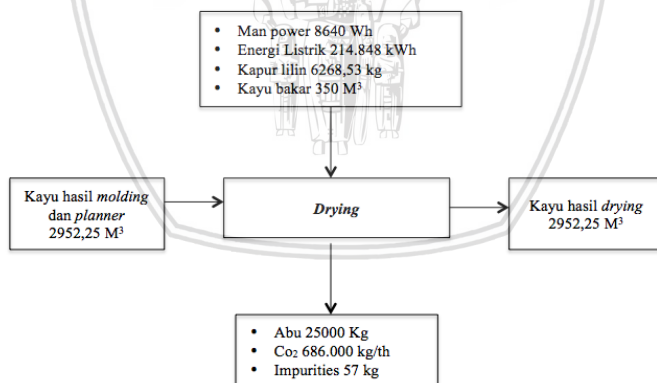 • Man power 8640 Wh
• Energi Listrik 214.848 kWh
• Kapur lilin 6268,53 kg
• Kayu bakar 350 M³
Kayu hasil molding
dan planner
2952,25 M³
Drying
Kayu hasil drying
2952,25 M³
• Abu 25000 Kg
• Co₂ 686.000 kg/th
• Impurities 57 kg